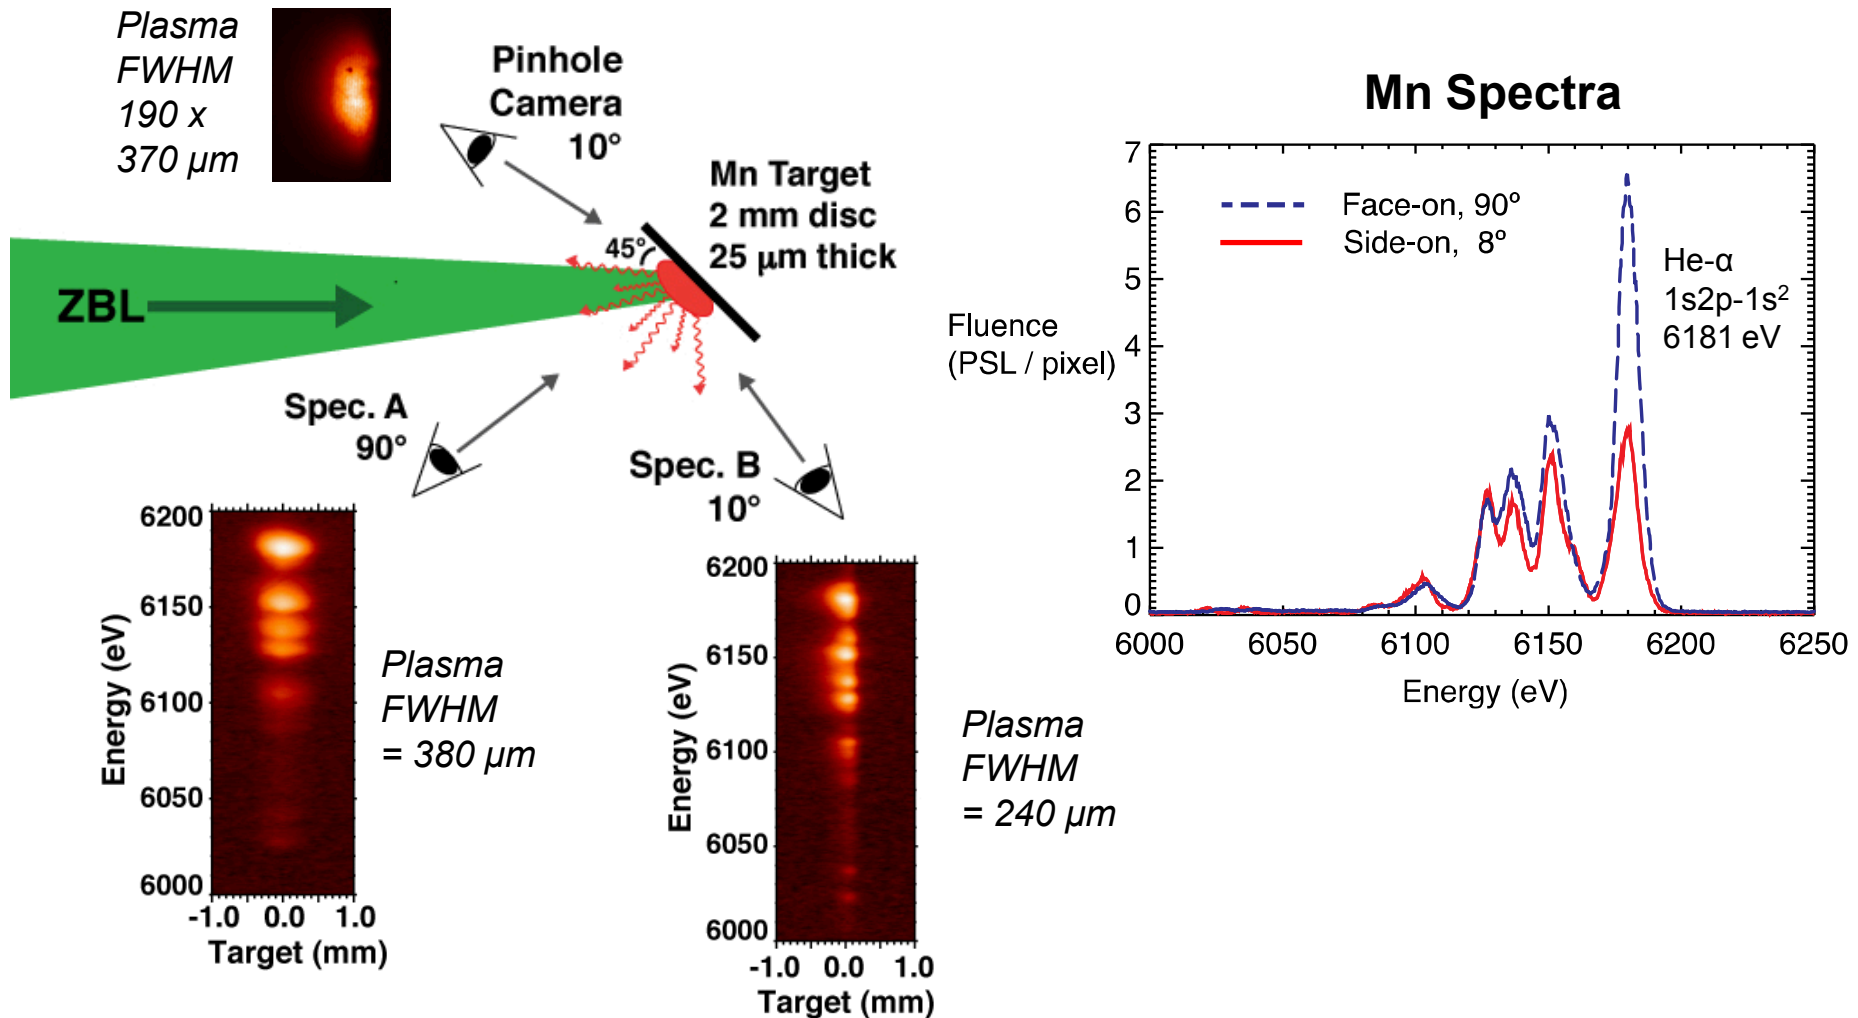 Plasma
FWHM
190 x
370 µm
Pinhole
Camera
10°
Mn Target
2 mm disc
25 µm thick
45°
ZBL
Spec. A
90°
Spec. B
10°
6200
6150
6100
6050
6000
Energy (eV)
-1.0 0.0 1.0
Target (mm)
Plasma
FWHM
= 380 µm
6200
6150
6100
6050
6000
Energy (eV)
-1.0 0.0 1.0
Target (mm)
Plasma
FWHM
= 240 µm
Mn Spectra
7
6
5
4
3
2
1
0
Fluence
(PSL / pixel)
Face-on, 90º
Side-on, 8º
He-α
1s2p-1s²
6181 eV
6000 6050 6100 6150 6200 6250
Energy (eV)